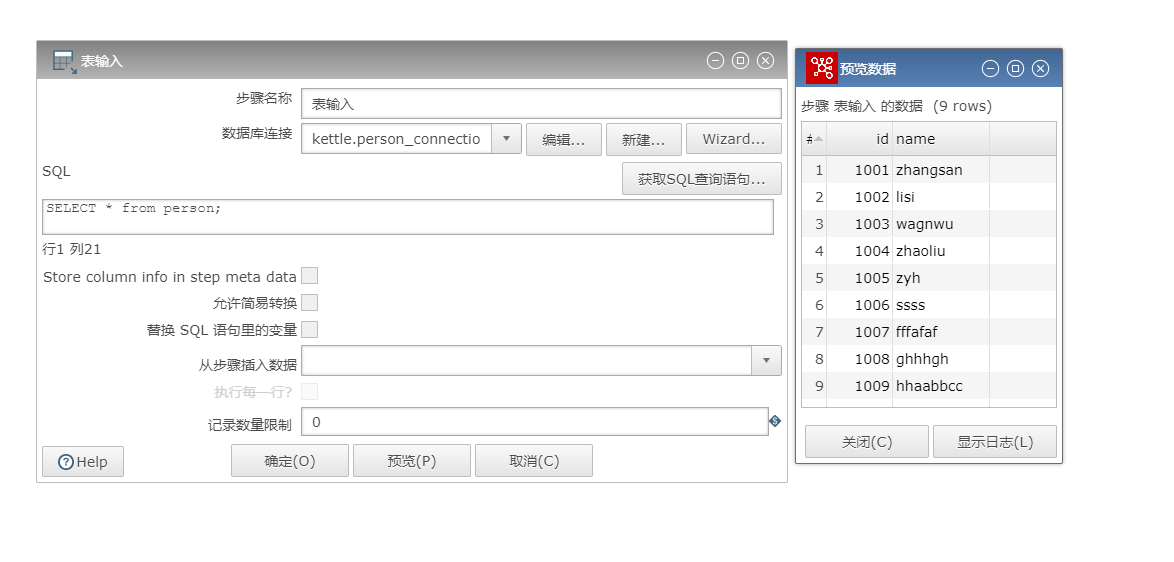 表输入
步骤名称 表输入
数据库连接 kettle.person_connectio 编辑... 新建... Wizard...
SQL 获取SQL查询语句...
SELECT * from person;
行1 列21
Store column info in step meta data
允许简易转换
替换 SQL 语句里的变量
从步骤插入数据
执行每一行?
记录数量限制 0
Help 确定(O) 预览(P) 取消(C)
预览数据
步骤 表输入 的数据 (9 rows)
# id name
1 1001 zhangsan
2 1002 lisi
3 1003 wagnwu
4 1004 zhaoliu
5 1005 zyh
6 1006 ssss
7 1007 fffafaf
8 1008 ghhhgh
9 1009 hhaabbcc
关闭(C) 显示日志(L)